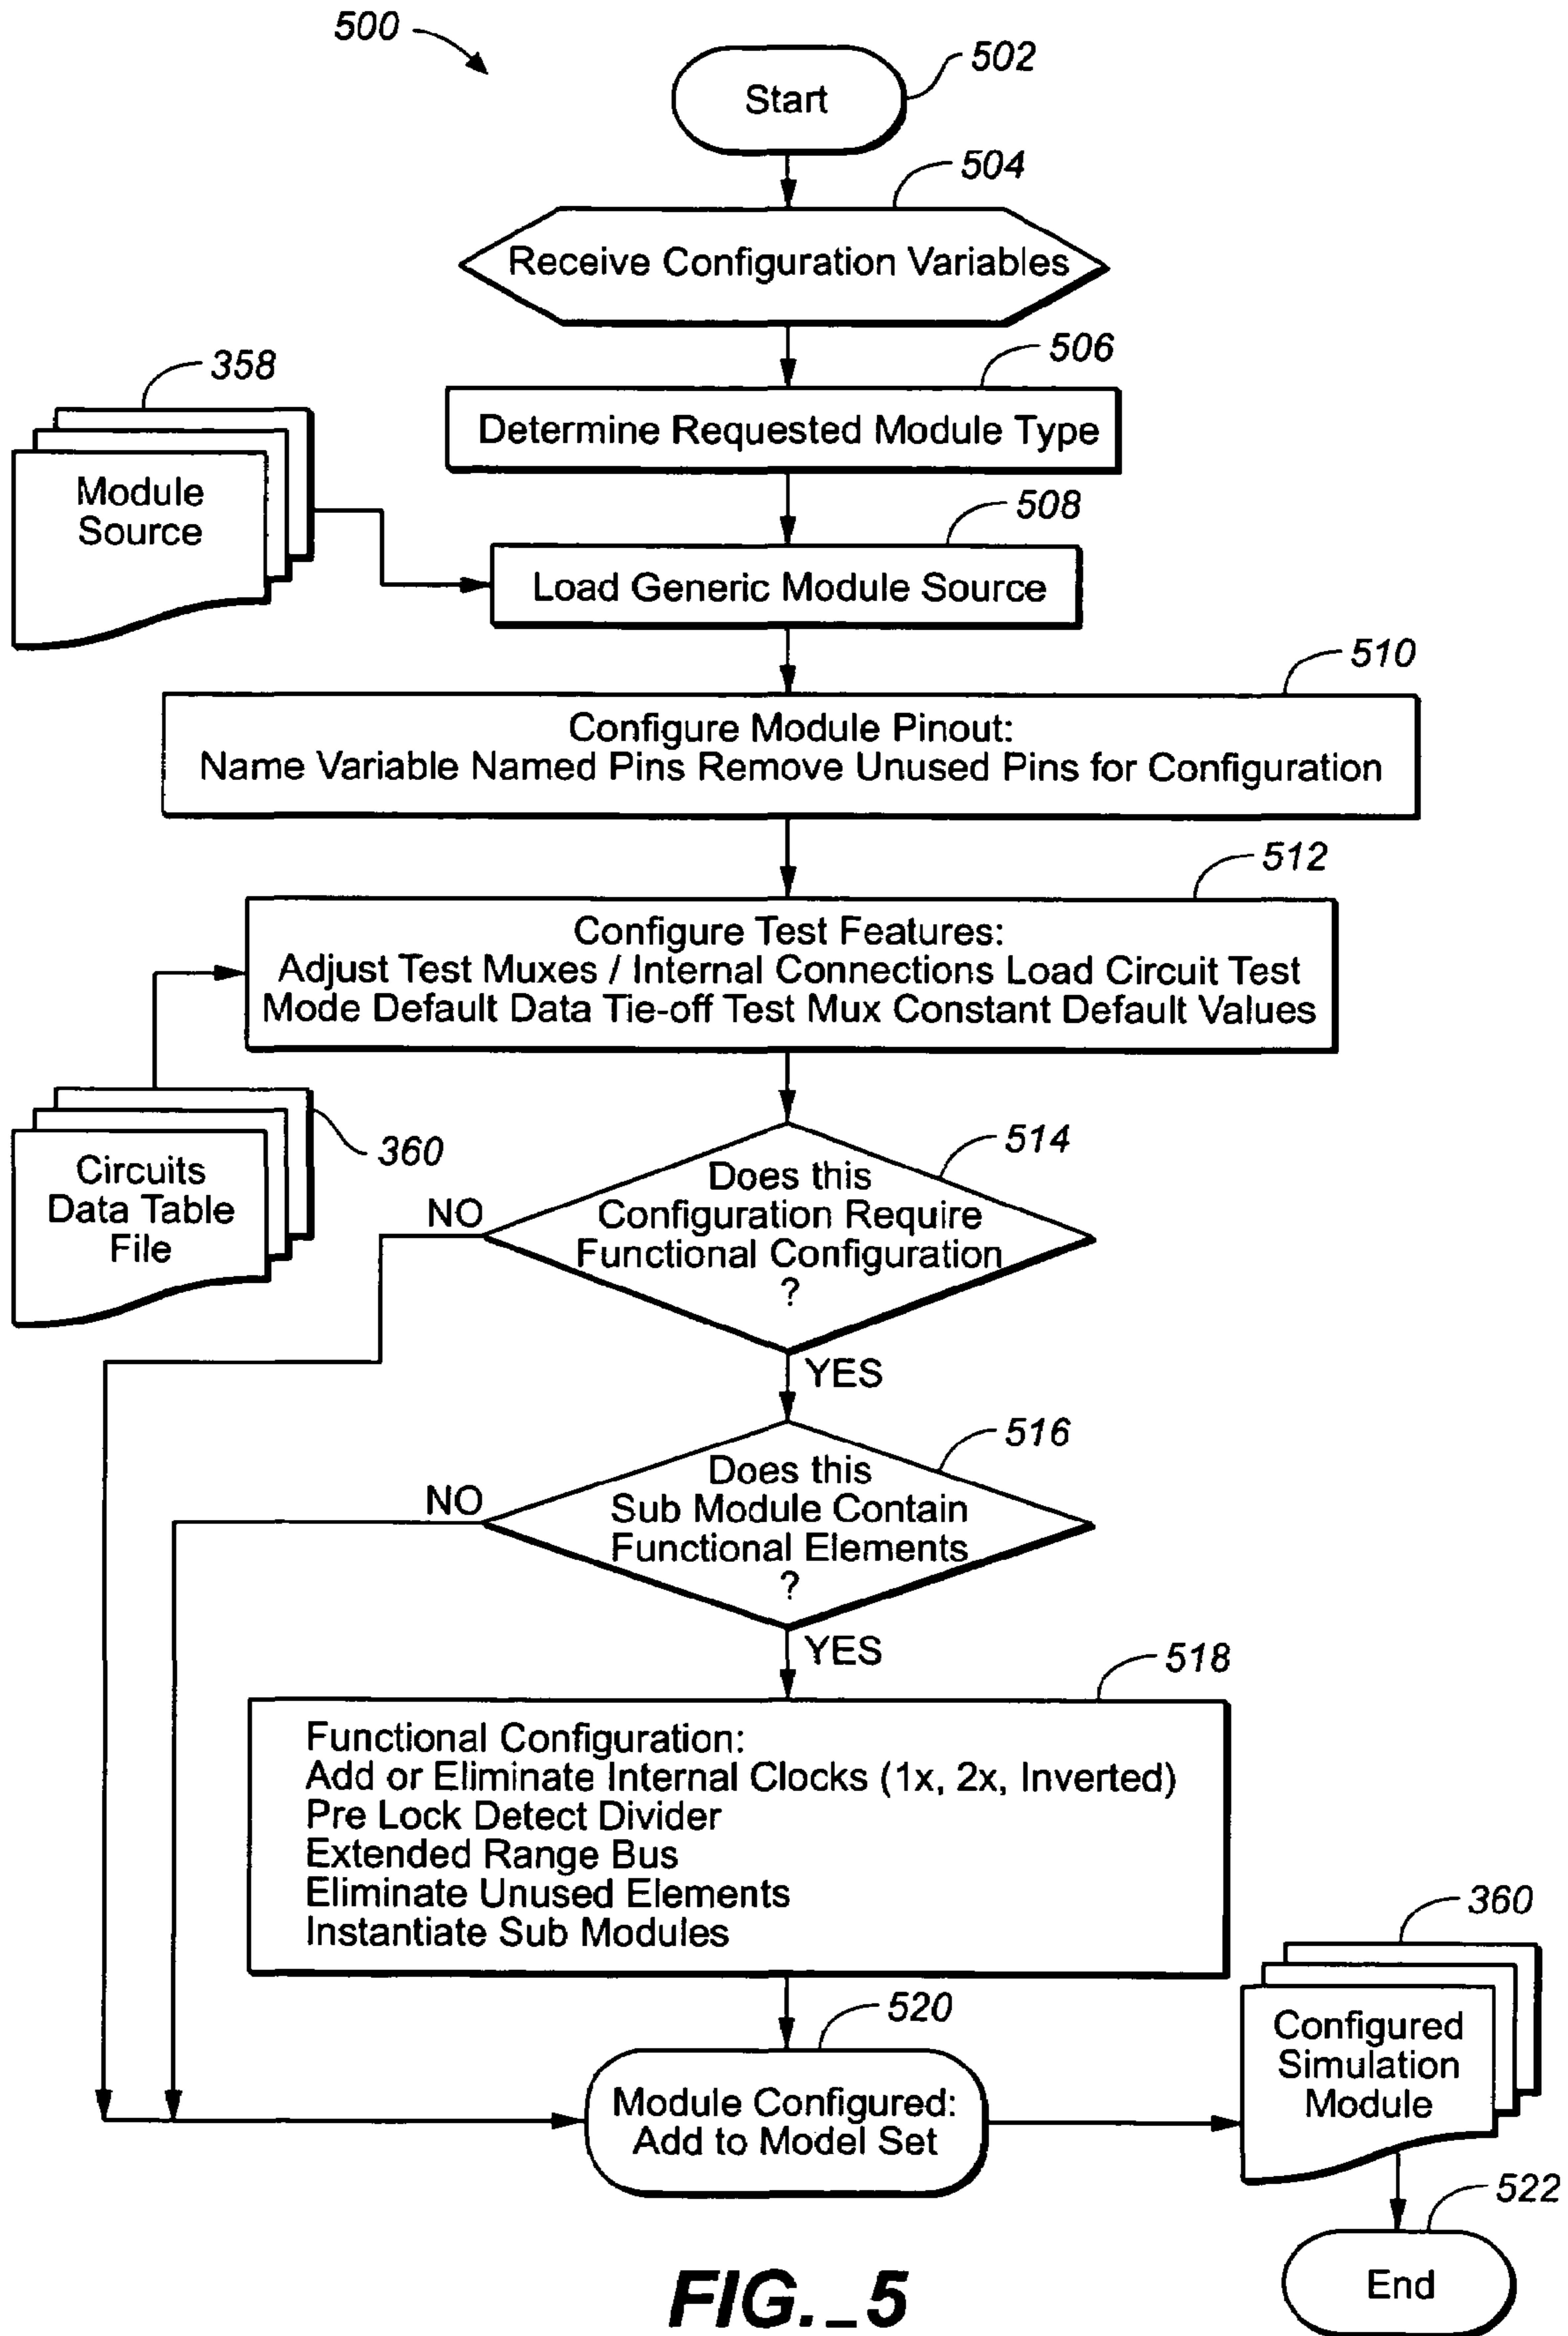 500
502
Start
504
Receive Configuration Variables
506
358
Determine Requested Module Type
Module
Source
508
Load Generic Module Source
510
Configure Module Pinout:
Name Variable Named Pins Remove Unused Pins for Configuration
512
Configure Test Features:
Adjust Test Muxes / Internal Connections Load Circuit Test
Mode Default Data Tie-off Test Mux Constant Default Values
360
Circuits
Data Table
File
514
Does this
Configuration Require
Functional Configuration
?
NO
YES
516
Does this
Sub Module Contain
Functional Elements
?
NO
YES
518
Functional Configuration:
Add or Eliminate Internal Clocks (1x, 2x, Inverted)
Pre Lock Detect Divider
Extended Range Bus
Eliminate Unused Elements
Instantiate Sub Modules
360
520
Configured
Simulation
Module
Module Configured:
Add to Model Set
522
End
FIG._5